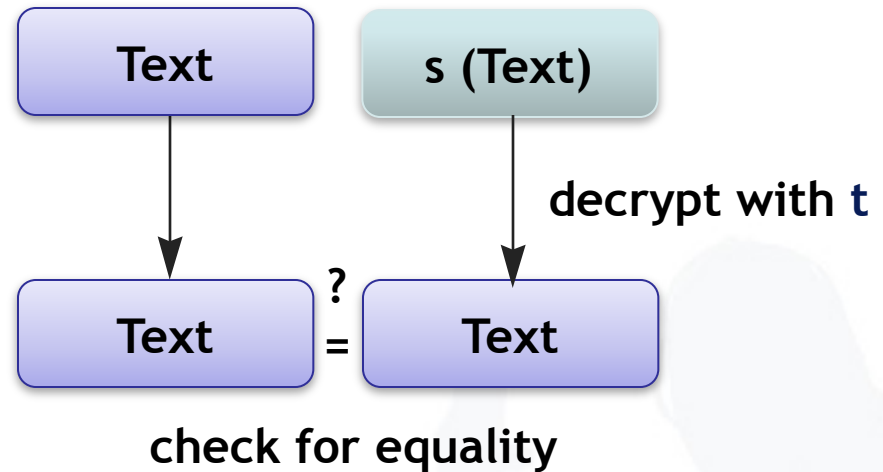 Text
s (Text)
decrypt with t
Text
?
=
Text
check for equality